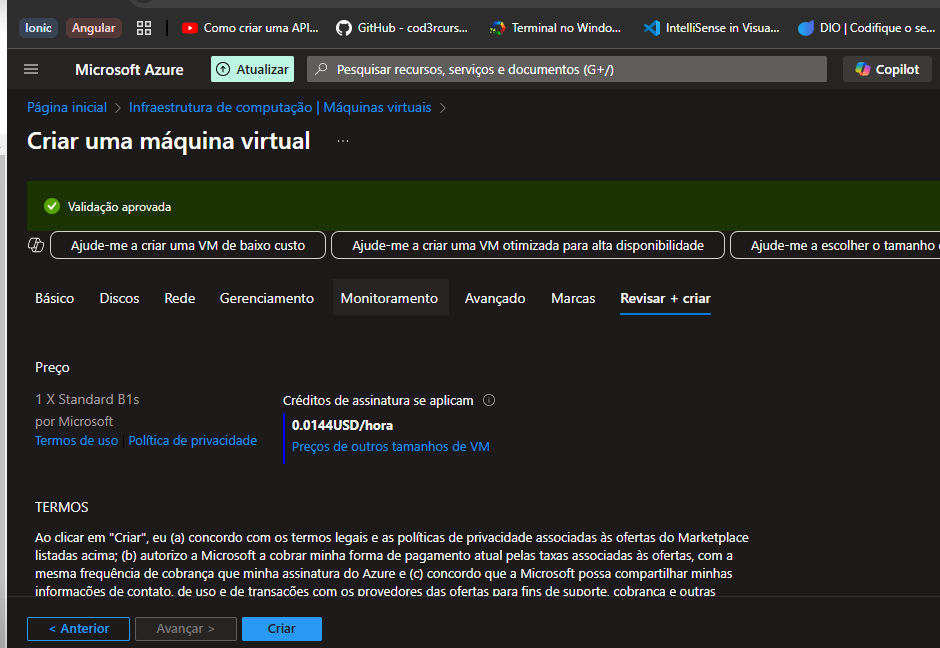 Ionic Angular Como criar uma API... GitHub - cod3rcurs... Terminal no Windo... IntelliSense in Visua... DIO | Codifique o se...
Microsoft Azure Atualizar Pesquisar recursos, serviços e documentos (G+/) Copilot
Página inicial > Infraestrutura de computação | Máquinas virtuais >
Criar uma máquina virtual ...
Validação aprovada
Ajude-me a criar uma VM de baixo custo Ajude-me a criar uma VM otimizada para alta disponibilidade Ajude-me a escolher o tamanho
Básico Discos Rede Gerenciamento Monitoramento Avançado Marcas Revisar + criar
Preço
1 X Standard B1s
por Microsoft
Termos de uso | Política de privacidade
Créditos de assinatura se aplicam
0.0144USD/hora
Preços de outros tamanhos de VM
TERMOS
Ao clicar em "Criar", eu (a) concordo com os termos legais e as políticas de privacidade associadas às ofertas do Marketplace
listadas acima; (b) autorizo a Microsoft a cobrar minha forma de pagamento atual pelas taxas associadas às ofertas, com a
mesma frequência de cobrança que minha assinatura do Azure e (c) concordo que a Microsoft possa compartilhar minhas
informações de contato, de uso e de transações com os provedores das ofertas para fins de suporte, cobrança e outras
< Anterior Avançar > Criar